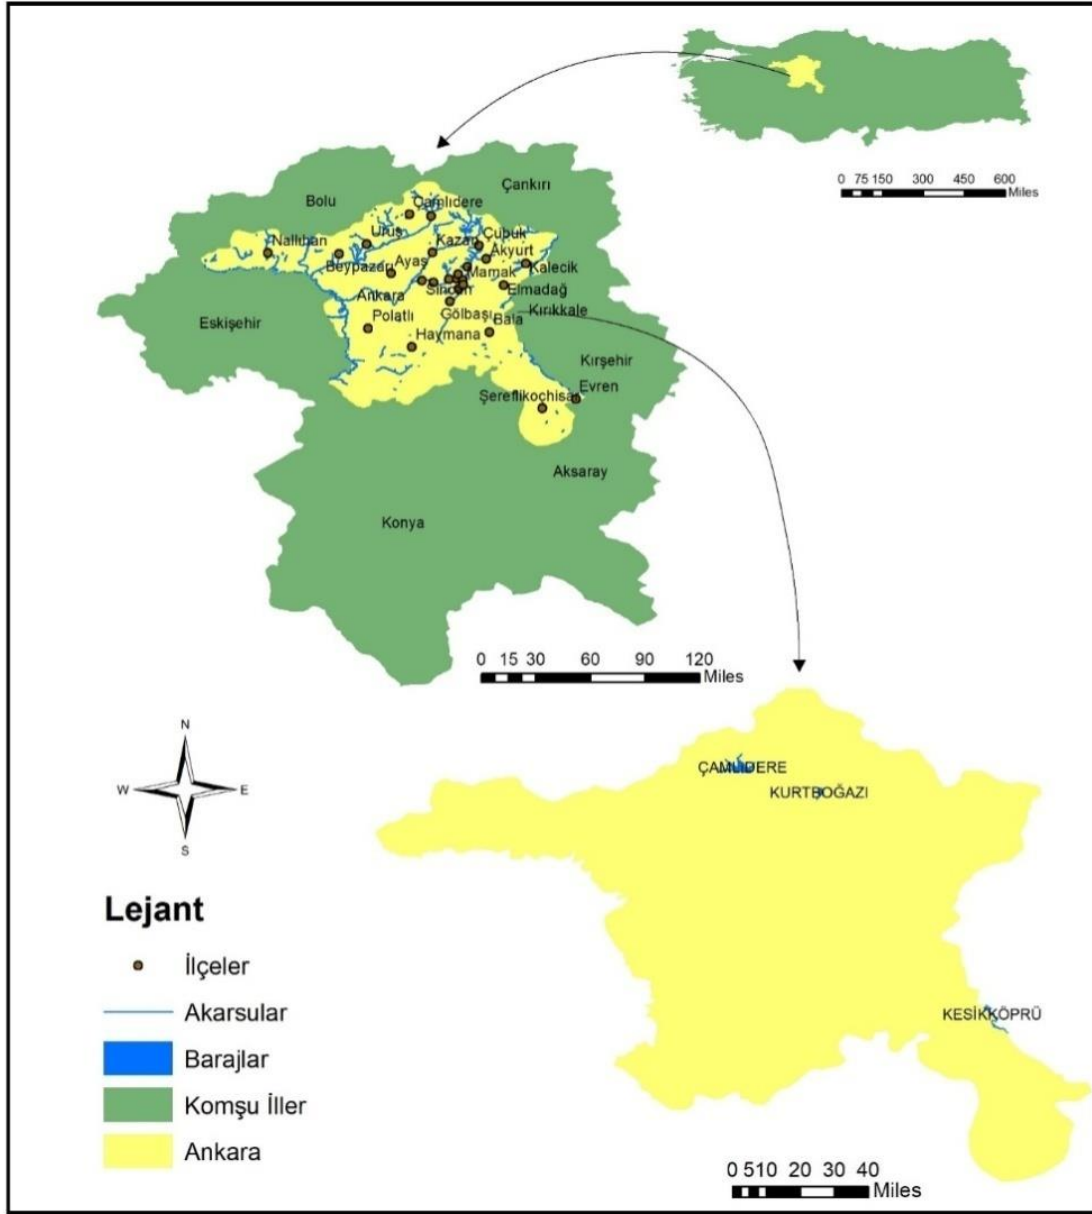 0 75 150 300 450 600
Miles
Bolu
Çankırı
Çamlıdere
Uruş
Nallıhan
Kazan
Çubuk
Beypazarı
Ayaş
Akyurt
Mamak
Kalecik
Ankara
Sincan
Elmadağ
Polatlı
Gölbaşı
Kırıkkale
Eskişehir
Haymana
Bala
Kırşehir
Şereflikoçhisar
Evren
Aksaray
Konya
0 15 30 60 90 120
Miles
N
W E
S
ÇAMLIDERE
KURTBOĞAZI
KESİKKÖPRÜ
Lejant
İlçeler
Akarsular
Barajlar
Komşu İller
Ankara
0 5 10 20 30 40
Miles